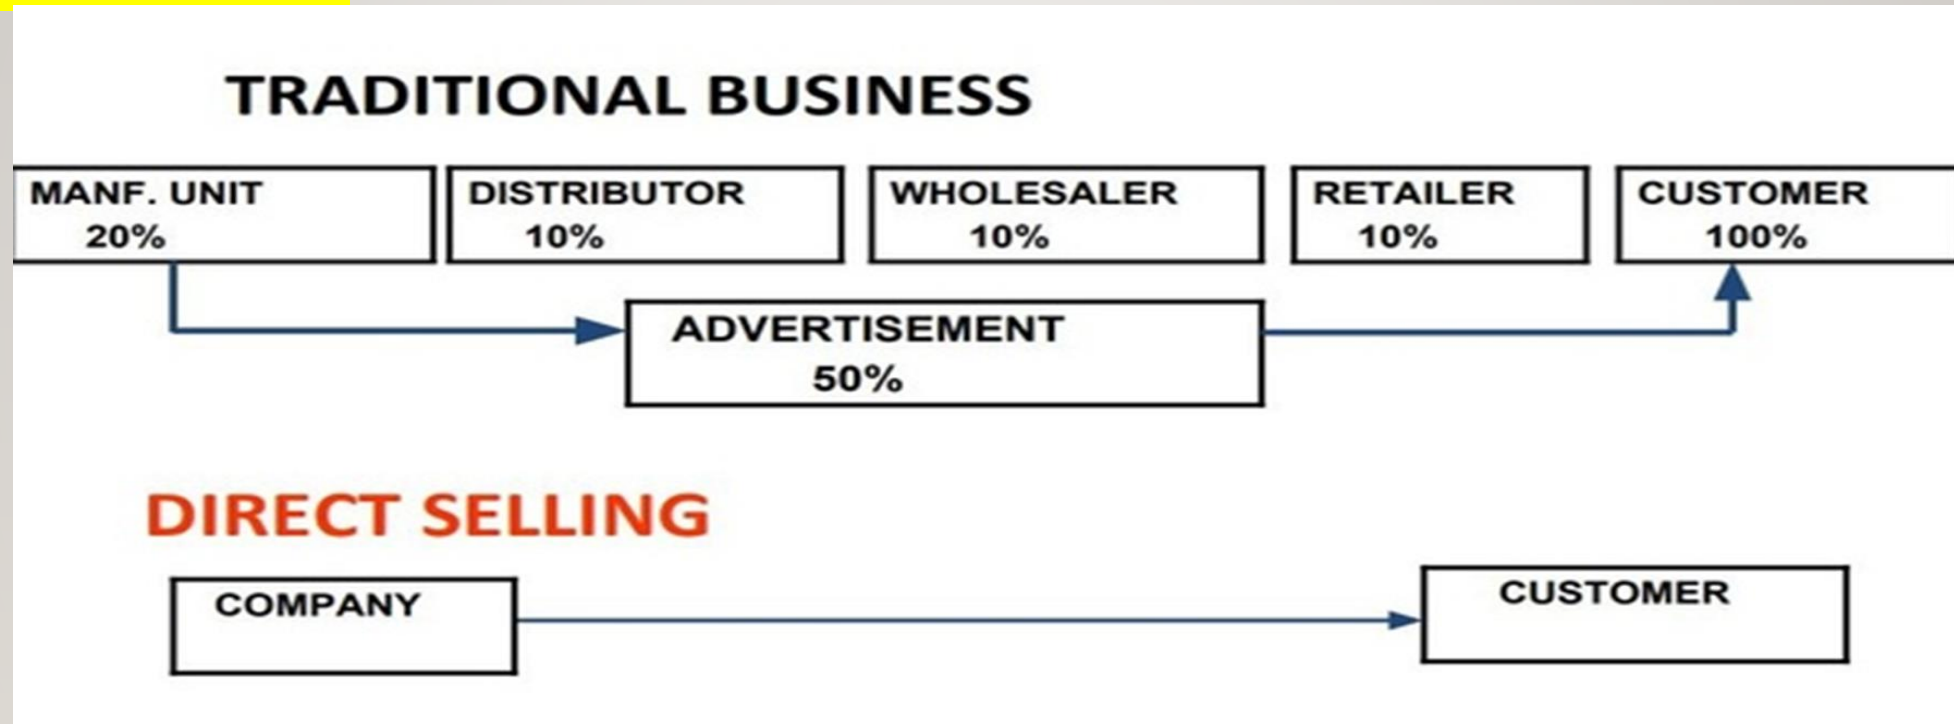 TRADITIONAL BUSINESS
MANF. UNIT
20%
DISTRIBUTOR
10%
WHOLESALER
10%
RETAILER
10%
CUSTOMER
100%
ADVERTISEMENT
50%
DIRECT SELLING
COMPANY
CUSTOMER